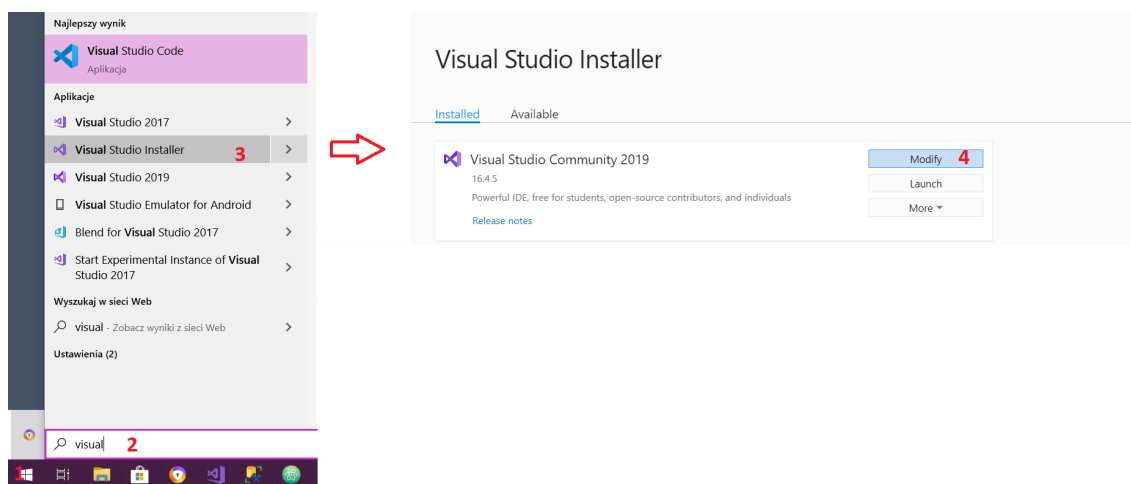 Najlepszy wynik
Visual Studio Code
Aplikacja
Aplikacje
Visual Studio 2017
Visual Studio Installer
3
Visual Studio 2019
Visual Studio Emulator for Android
Blend for Visual Studio 2017
Start Experimental Instance of Visual
Studio 2017
Wyszukaj w sieci Web
visual - Zobacz wyniki z sieci Web
Ustawienia (2)
visual
2
1
Visual Studio Installer
Installed
Available
Visual Studio Community 2019
16.4.5
Powerful IDE, free for students, open-source contributors, and individuals
Release notes
Modify
4
Launch
More